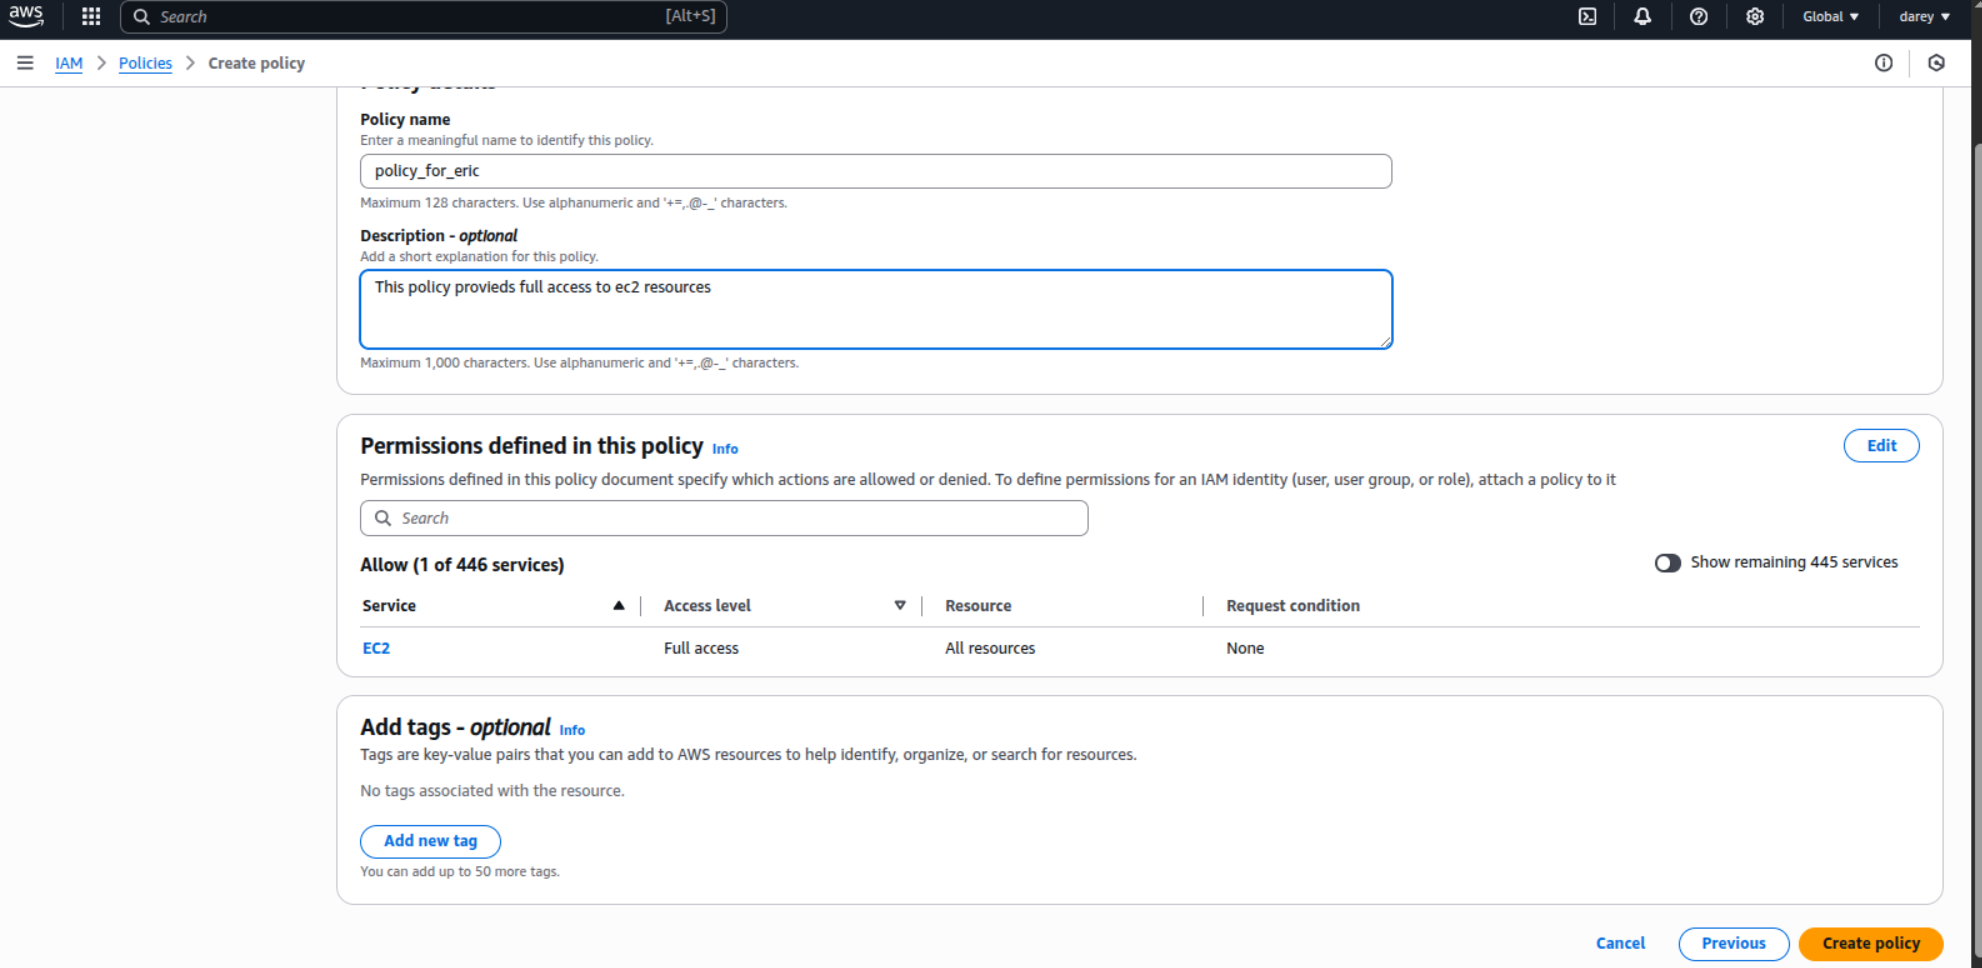 aws
Search [Alt+S]
Global
darey
IAM > Policies > Create policy
Policy details
Policy name
Enter a meaningful name to identify this policy.
policy_for_eric
Maximum 128 characters. Use alphanumeric and '+=,.@-_' characters.
Description - optional
Add a short explanation for this policy.
This policy provieds full access to ec2 resources
Maximum 1,000 characters. Use alphanumeric and '+=,.@-_' characters.
Permissions defined in this policy Info
Edit
Permissions defined in this policy document specify which actions are allowed or denied. To define permissions for an IAM identity (user, user group, or role), attach a policy to it
Search
Allow (1 of 446 services)
Show remaining 445 services
Service Access level Resource Request condition
EC2 Full access All resources None
Add tags - optional Info
Tags are key-value pairs that you can add to AWS resources to help identify, organize, or search for resources.
No tags associated with the resource.
Add new tag
You can add up to 50 more tags.
Cancel Previous Create policy